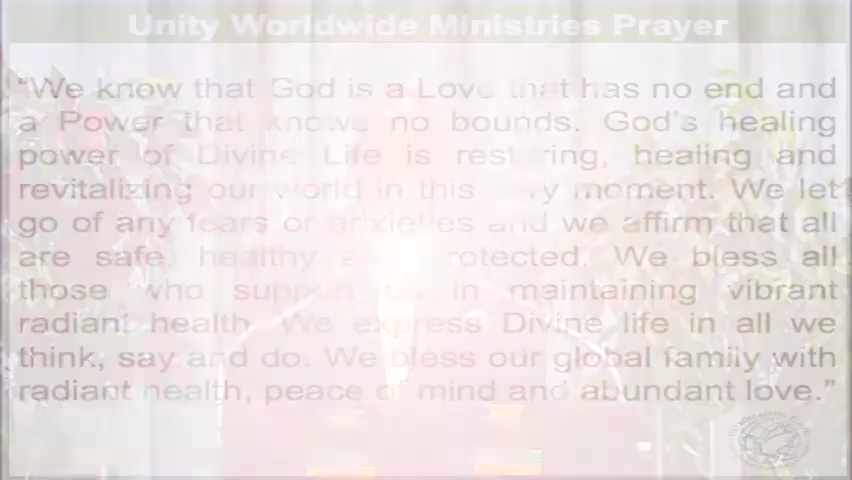 Unity Worldwide Ministries Prayer
“We know that God is a Love that has no end and
a Power that knows no bounds. God's healing
power of Divine Life is restoring, healing and
revitalizing our world in this very moment. We let
go of any fears or anxieties and we affirm that all
are safe, healthy and protected. We bless all
those who support us in maintaining vibrant
radiant health. We express Divine life in all we
think, say and do. We bless our global family with
radiant health, peace of mind and abundant love.”